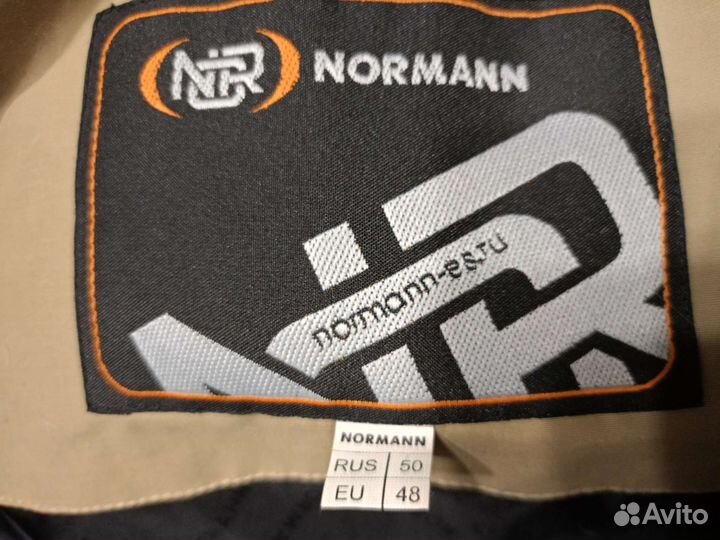 NR NORMANN
normann-es.ru
NR
NORMANN
RUS 50
EU 48
Avito